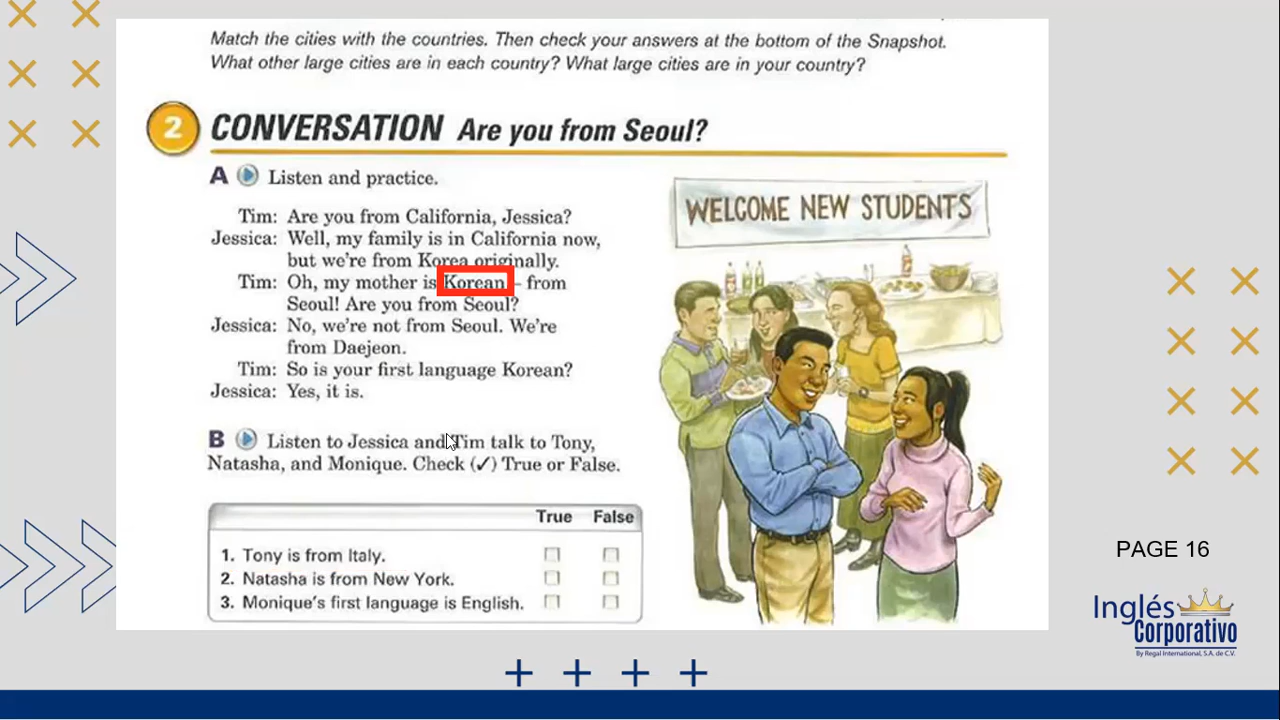 Match the cities with the countries. Then check your answers at the bottom of the Snapshot.
What other large cities are in each country? What large cities are in your country?
2 CONVERSATION Are you from Seoul?
A Listen and practice.
Tim: Are you from California, Jessica?
Jessica: Well, my family is in California now,
but we're from Korea originally.
Tim: Oh, my mother is Korean – from
Seoul! Are you from Seoul?
Jessica: No, we're not from Seoul. We're
from Daejeon.
Tim: So is your first language Korean?
Jessica: Yes, it is.
B Listen to Jessica and Tim talk to Tony,
Natasha, and Monique. Check (✓) True or False.
True False
1. Tony is from Italy.
2. Natasha is from New York.
3. Monique's first language is English.
WELCOME NEW STUDENTS
PAGE 16
Inglés
Corporativo
By Regal International, S.A. de C.V.